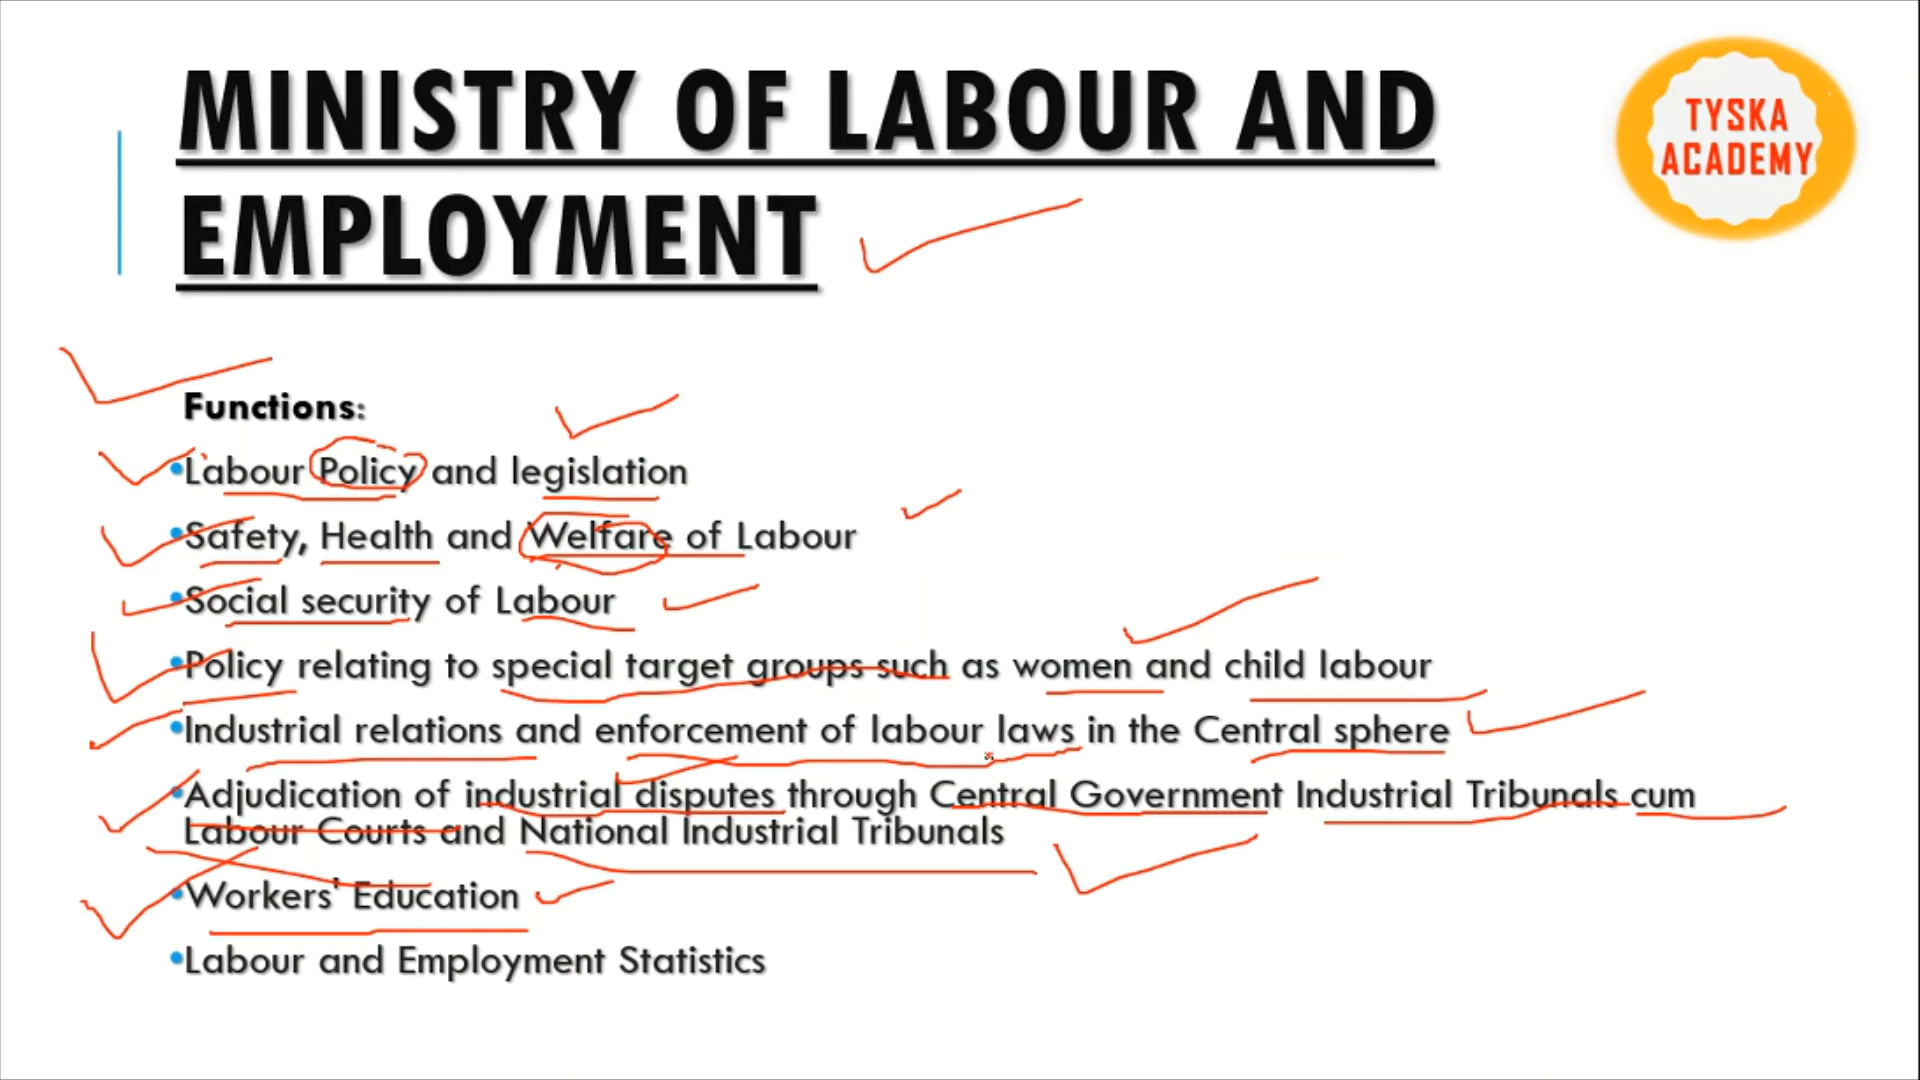 MINISTRY OF LABOUR AND
EMPLOYMENT
TYSKA
ACADEMY
Functions:
•Labour Policy and legislation
•Safety, Health and Welfare of Labour
•Social security of Labour
•Policy relating to special target groups such as women and child labour
•Industrial relations and enforcement of labour laws in the Central sphere
•Adjudication of industrial disputes through Central Government Industrial Tribunals cum
Labour Courts and National Industrial Tribunals
•Workers' Education
•Labour and Employment Statistics